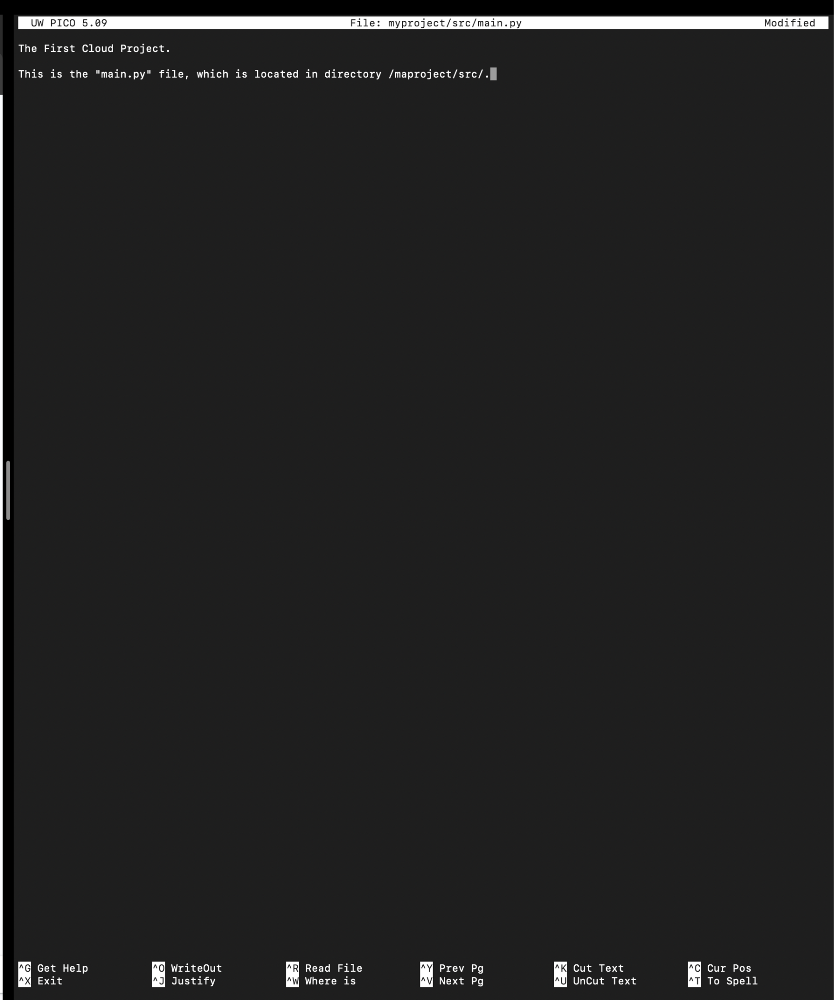 UW PICO 5.09 File: myproject/src/main.py Modified
The First Cloud Project.
This is the "main.py" file, which is located in directory /maproject/src/.
^G Get Help ^O WriteOut ^R Read File ^Y Prev Pg ^K Cut Text ^C Cur Pos
^X Exit ^J Justify ^W Where is ^V Next Pg ^U UnCut Text ^T To Spell